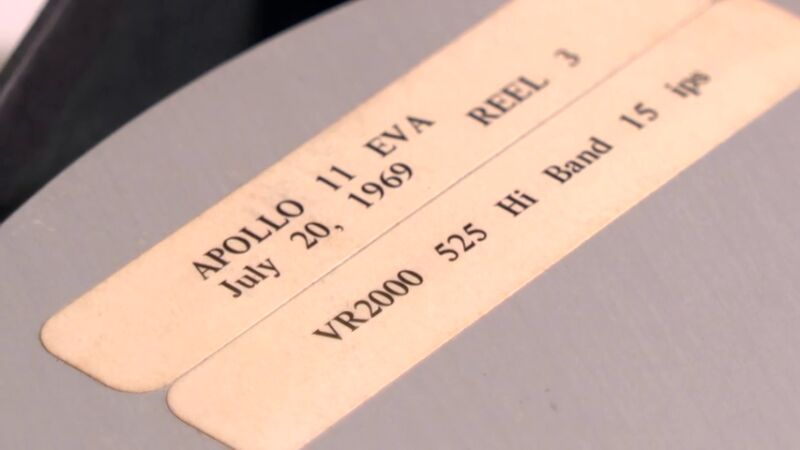 APOLLO 11 EVA REEL 3
July 20, 1969
VR2000 525 Hi Band 15 ips